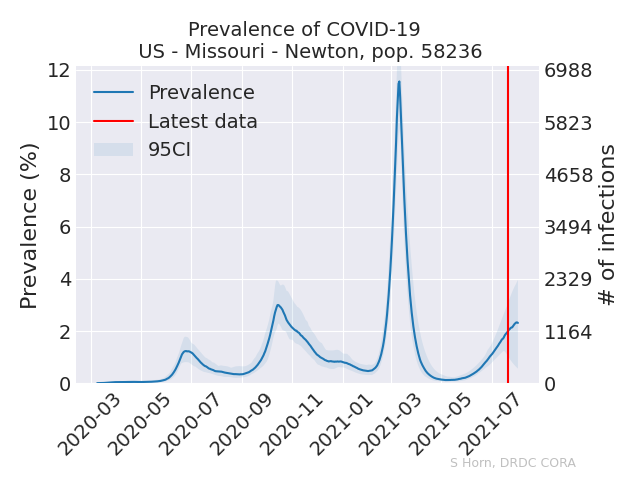 Prevalence of COVID-19
US - Missouri - Newton, pop. 58236
Prevalence (%)
12
10
8
6
4
2
0
Prevalence
Latest data
95CI
6988
5823
4658
3494
2329
1164
0
# of infections
2020-03
2020-05
2020-07
2020-09
2020-11
2021-01
2021-03
2021-05
2021-07
S Horn, DRDC CORA